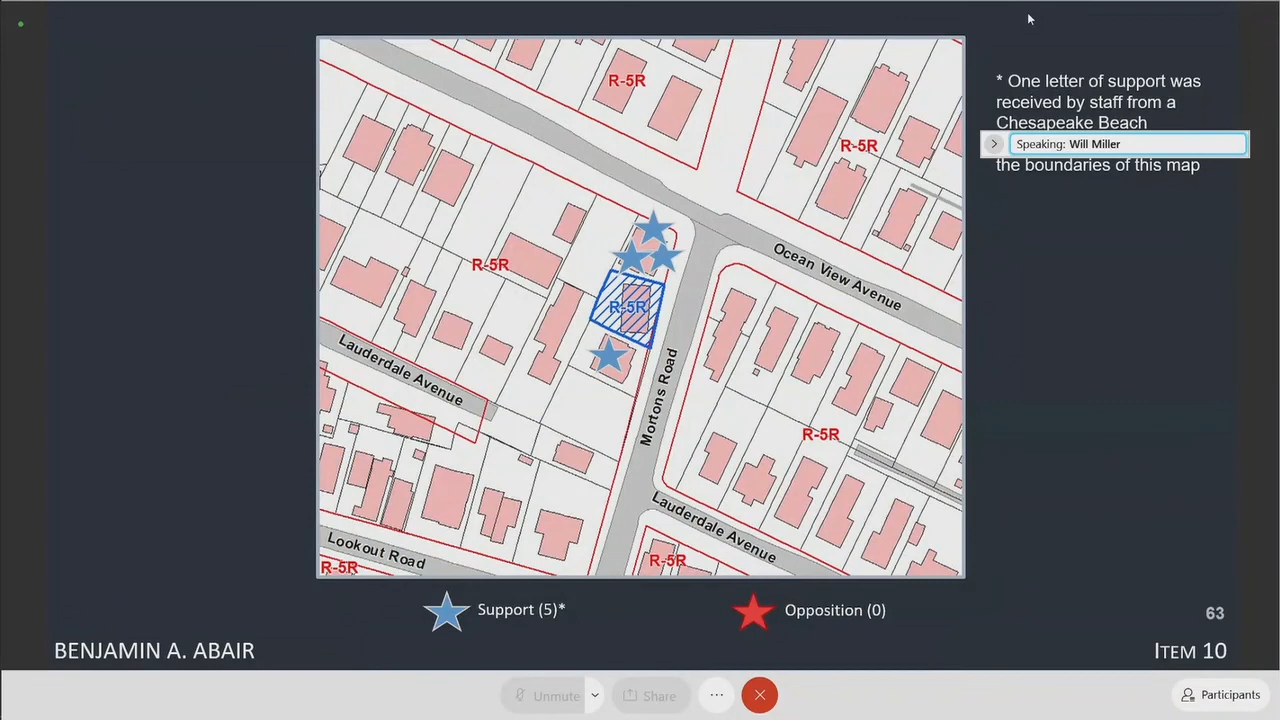 * One letter of support was
received by staff from a
Chesapeake Beach
Speaking: Will Miller
the boundaries of this map
R-5R
R-5R
R-5R
R-5R
Ocean View Avenue
Lauderdale Avenue
Mortons Road
R-5R
Lauderdale Avenue
Lookout Road
R-5R
R-5R
Support (5)*
Opposition (0)
63
BENJAMIN A. ABAIR
ITEM 10
Unmute
Share
Participants